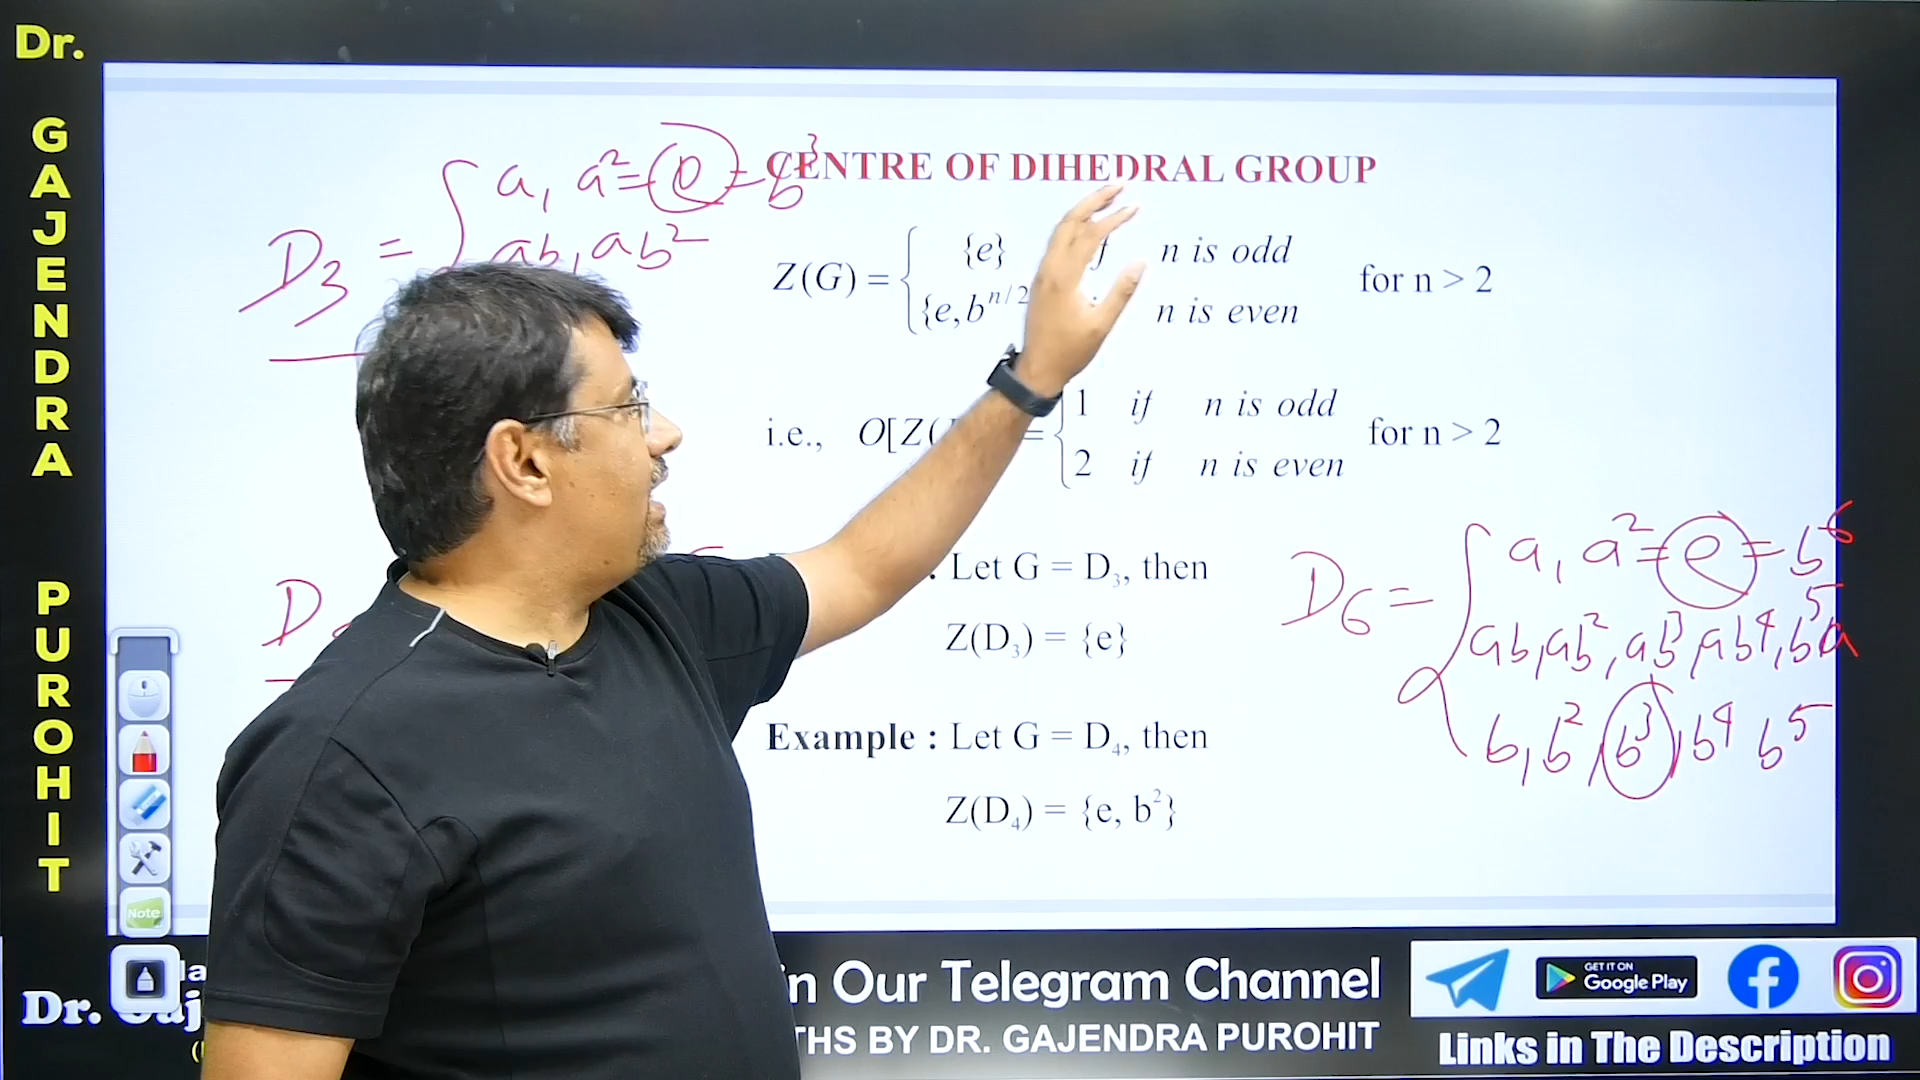 Dr.
GAJENDRA
PUROHIT
CENTRE OF DIHEDRAL GROUP
D₃ = { a, a² = e = b³
ab, ab²
Z(G) = { {e} n is odd
{e, b^{n/2} n is even
for n > 2
i.e., O[Z( = { 1 if n is odd
2 if n is even
for n > 2
Let G = D₃, then
Z(D₃) = {e}
D
D₆ = { a, a² = e = b⁶
ab, ab², ab³, ab⁴, b⁵a
b, b², b³, b⁴ b⁵
Example : Let G = D₄, then
Z(D₄) = {e, b²}
Note
n Our Telegram Channel
THS BY DR. GAJENDRA PUROHIT
Dr.
GET IT ON
Google Play
Links in The Description